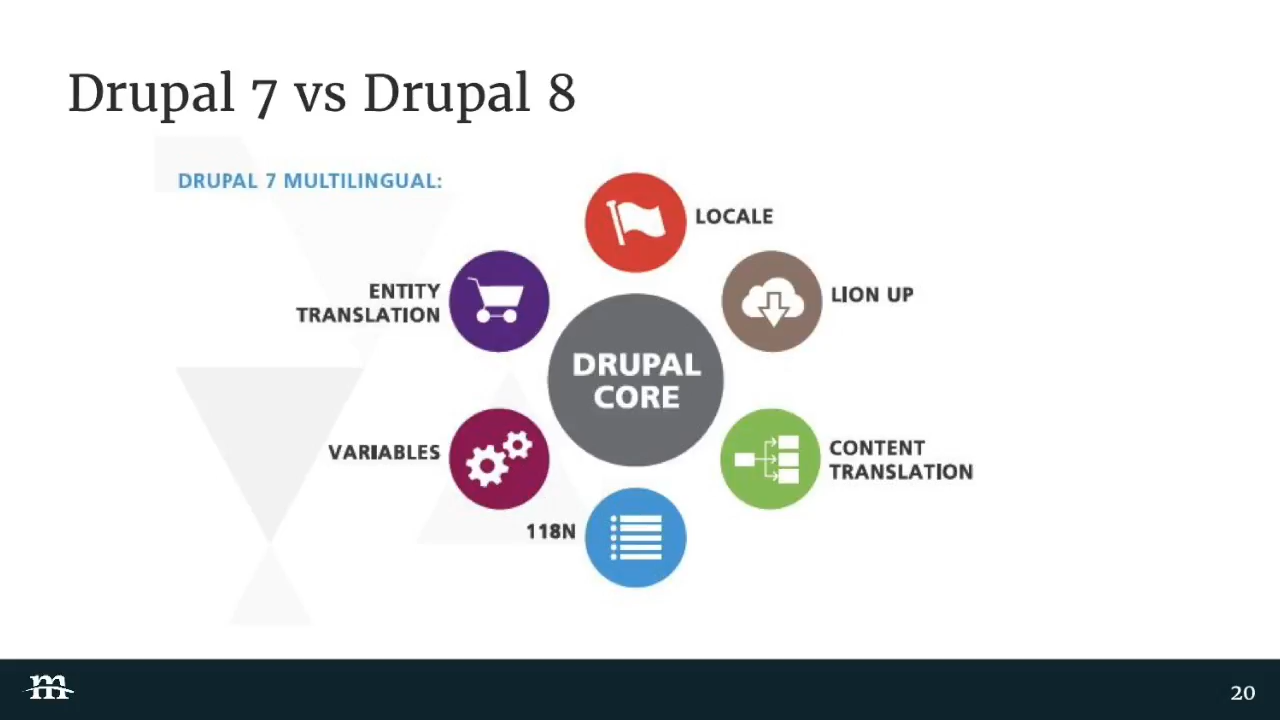 Drupal 7 vs Drupal 8
DRUPAL 7 MULTILINGUAL:
LOCALE
LION UP
ENTITY
TRANSLATION
DRUPAL
CORE
VARIABLES
CONTENT
TRANSLATION
118N
m
20